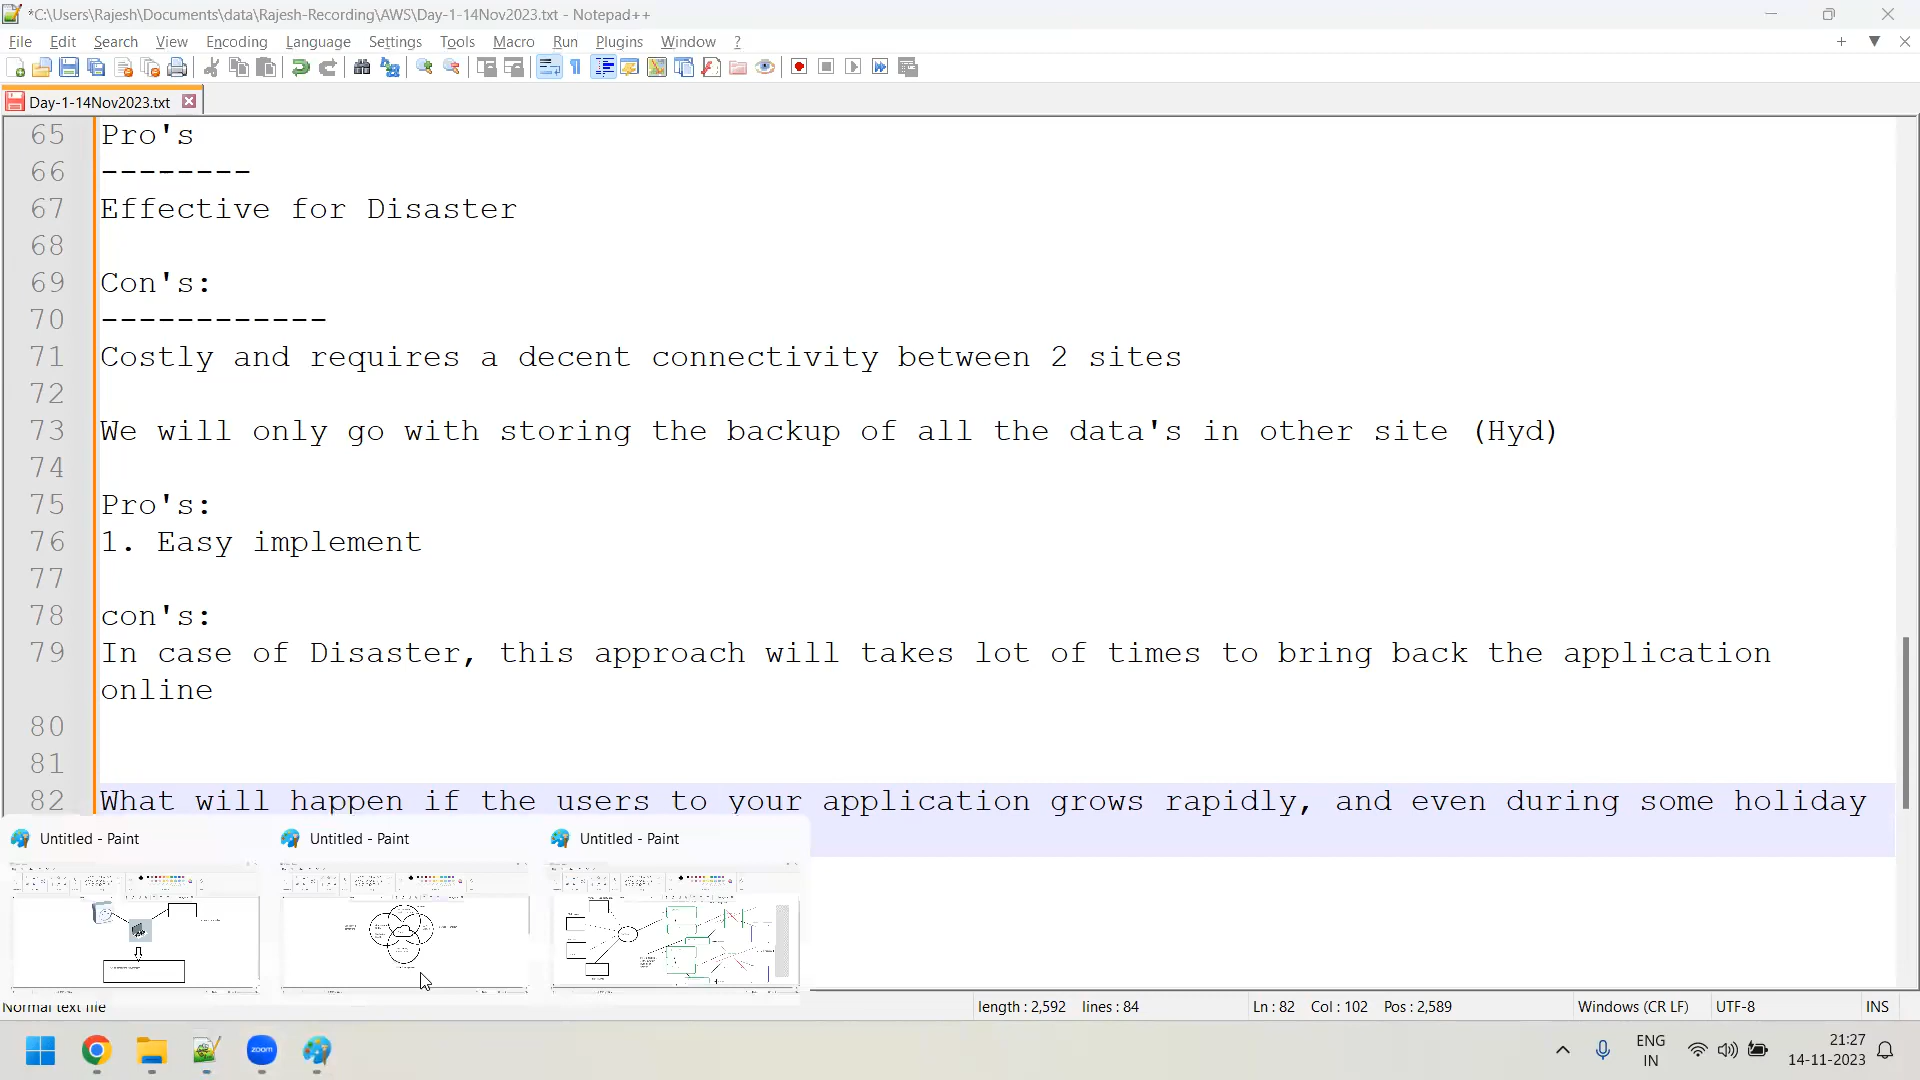 *C:\Users\Rajesh\Documents\data\Rajesh-Recording\AWS\Day-1-14Nov2023.txt - Notepad++
File Edit Search View Encoding Language Settings Tools Macro Run Plugins Window ?
Day-1-14Nov2023.txt
65 Pro's
66 --------
67 Effective for Disaster
68
69 Con's:
70 ------------
71 Costly and requires a decent connectivity between 2 sites
72
73 We will only go with storing the backup of all the data's in other site (Hyd)
74
75 Pro's:
76 1. Easy implement
77
78 con's:
79 In case of Disaster, this approach will takes lot of times to bring back the application
online
80
81
82 What will happen if the users to your application grows rapidly, and even during some holiday
Untitled - Paint Untitled - Paint Untitled - Paint
Normal text file length : 2,592 lines : 84 Ln : 82 Col : 102 Pos : 2,589 Windows (CR LF) UTF-8 INS
zoom
ENG
IN
21:27
14-11-2023